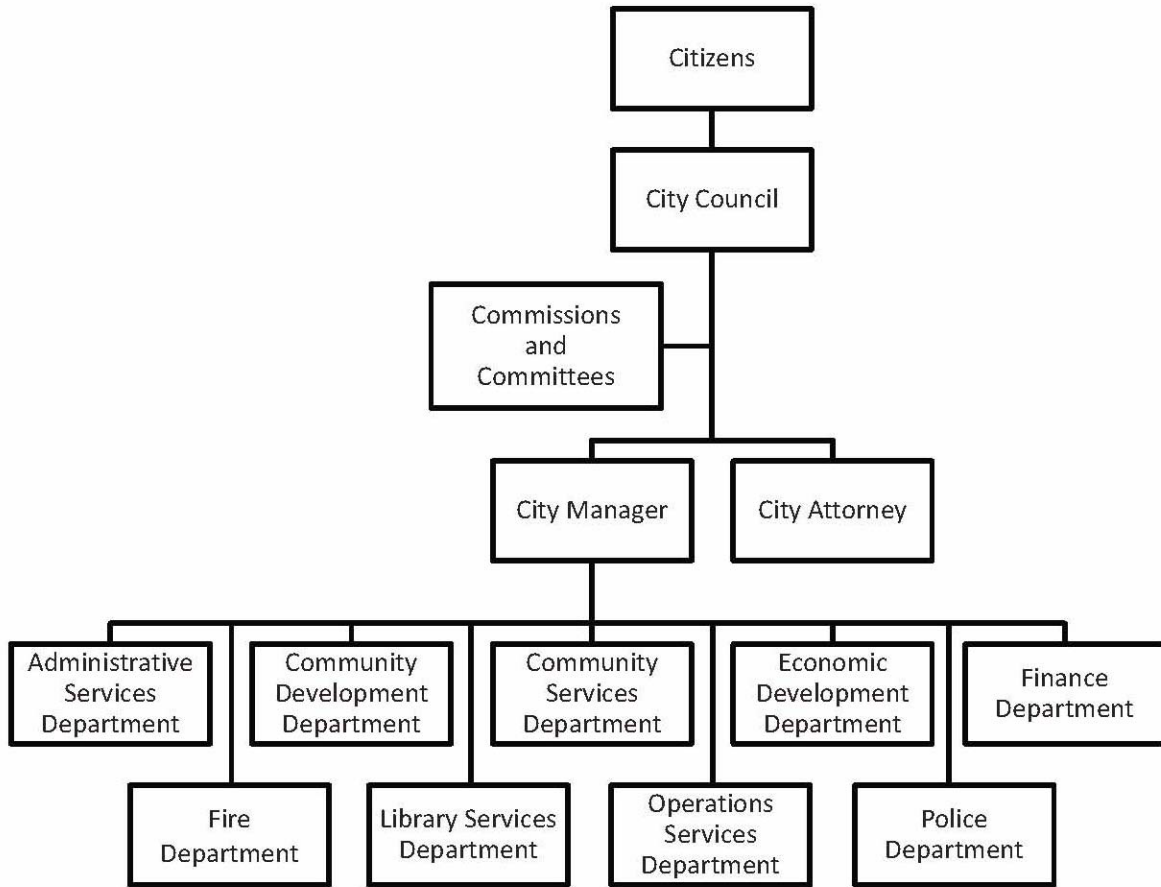 Citizens
City Council
Commissions
and
Committees
City Manager
City Attorney
Administrative
Services
Department
Community
Development
Department
Community
Services
Department
Economic
Development
Department
Finance
Department
Fire
Department
Library Services
Department
Operations
Services
Department
Police
Department